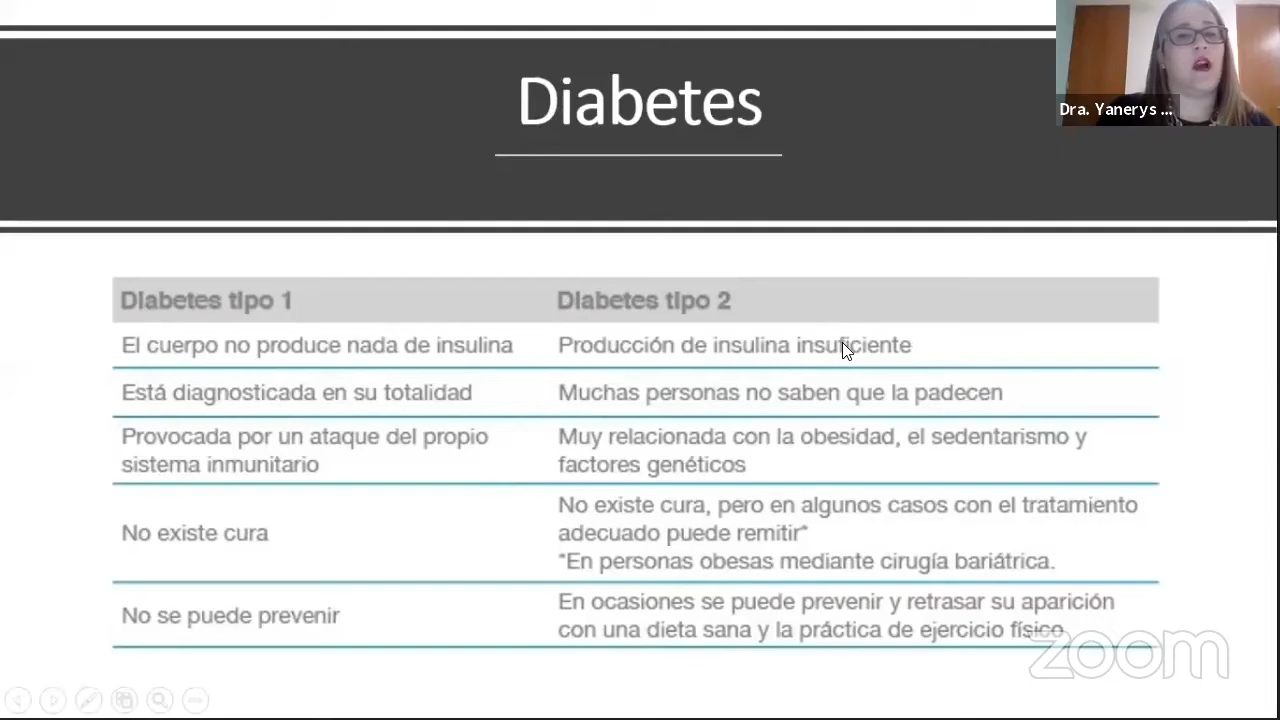 Diabetes
Dra. Yanerys ...
Diabetes tipo 1
Diabetes tipo 2
El cuerpo no produce nada de insulina
Producción de insulina insuficiente
Está diagnosticada en su totalidad
Muchas personas no saben que la padecen
Provocada por un ataque del propio
sistema inmunitario
Muy relacionada con la obesidad, el sedentarismo y
factores genéticos
No existe cura
No existe cura, pero en algunos casos con el tratamiento
adecuado puede remitir*
*En personas obesas mediante cirugía bariátrica.
No se puede prevenir
En ocasiones se puede prevenir y retrasar su aparición
con una dieta sana y la práctica de ejercicio físico
zoom